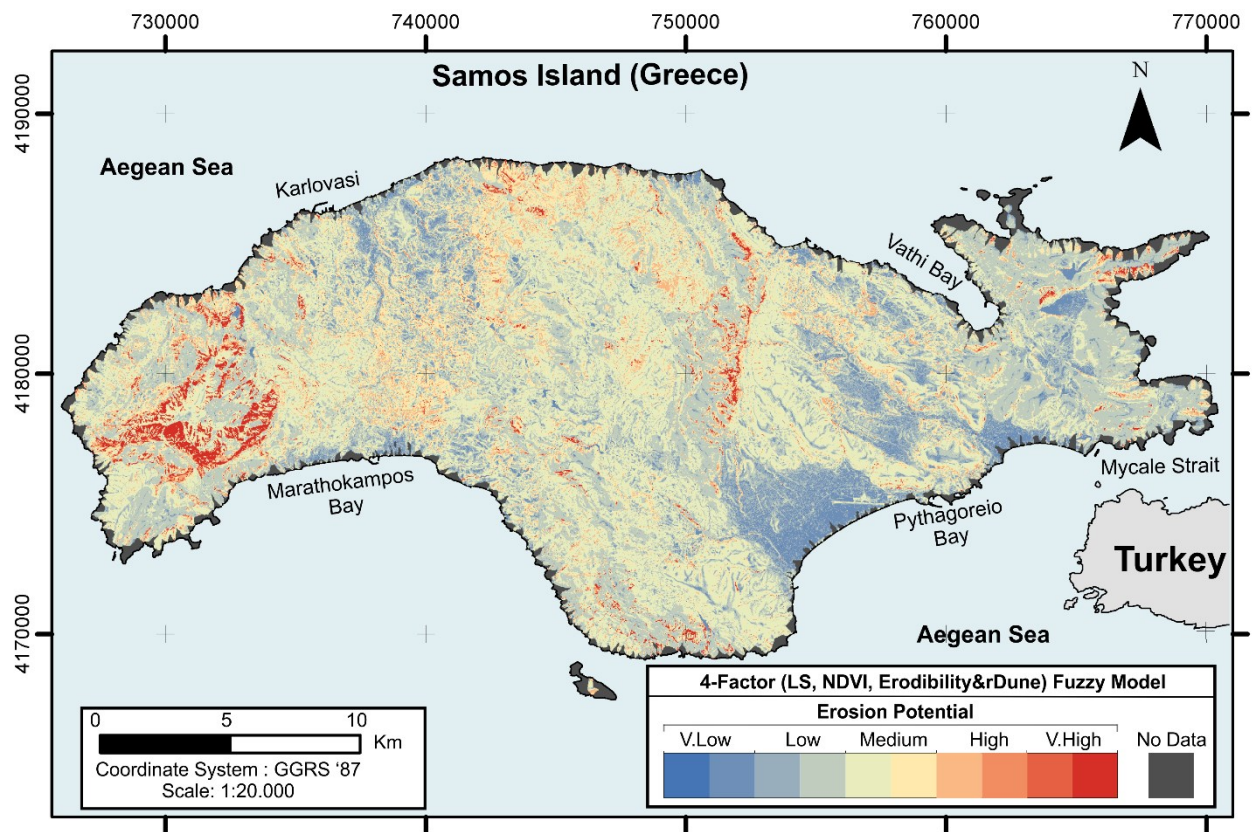 730000
740000
750000
760000
770000
Samos Island (Greece)
N
4190000
Aegean Sea
Karlovasi
Vathi Bay
4180000
Mycale Strait
Marathokampos
Bay
Pythagoreio
Bay
Turkey
4170000
Aegean Sea
4-Factor (LS, NDVI, Erodibility&rDune) Fuzzy Model
Erosion Potential
V.Low Low Medium High V.High No Data
0 5 10
Km
Coordinate System : GGRS ‘87
Scale: 1:20.000